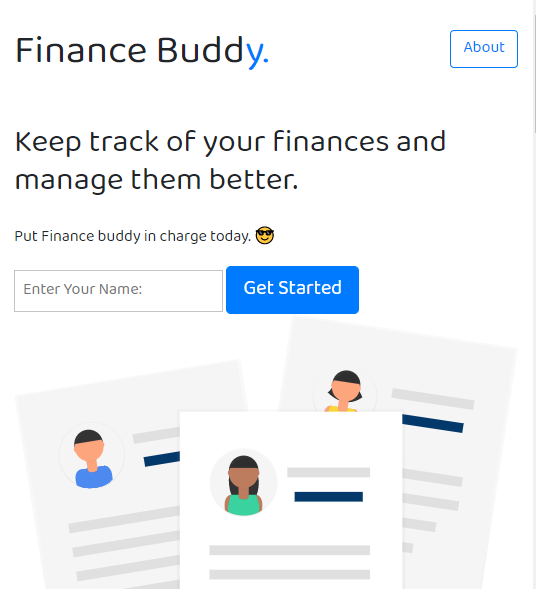 Finance Buddy.
About
Keep track of your finances and
manage them better.
Put Finance buddy in charge today. 😎
Enter Your Name:
Get Started